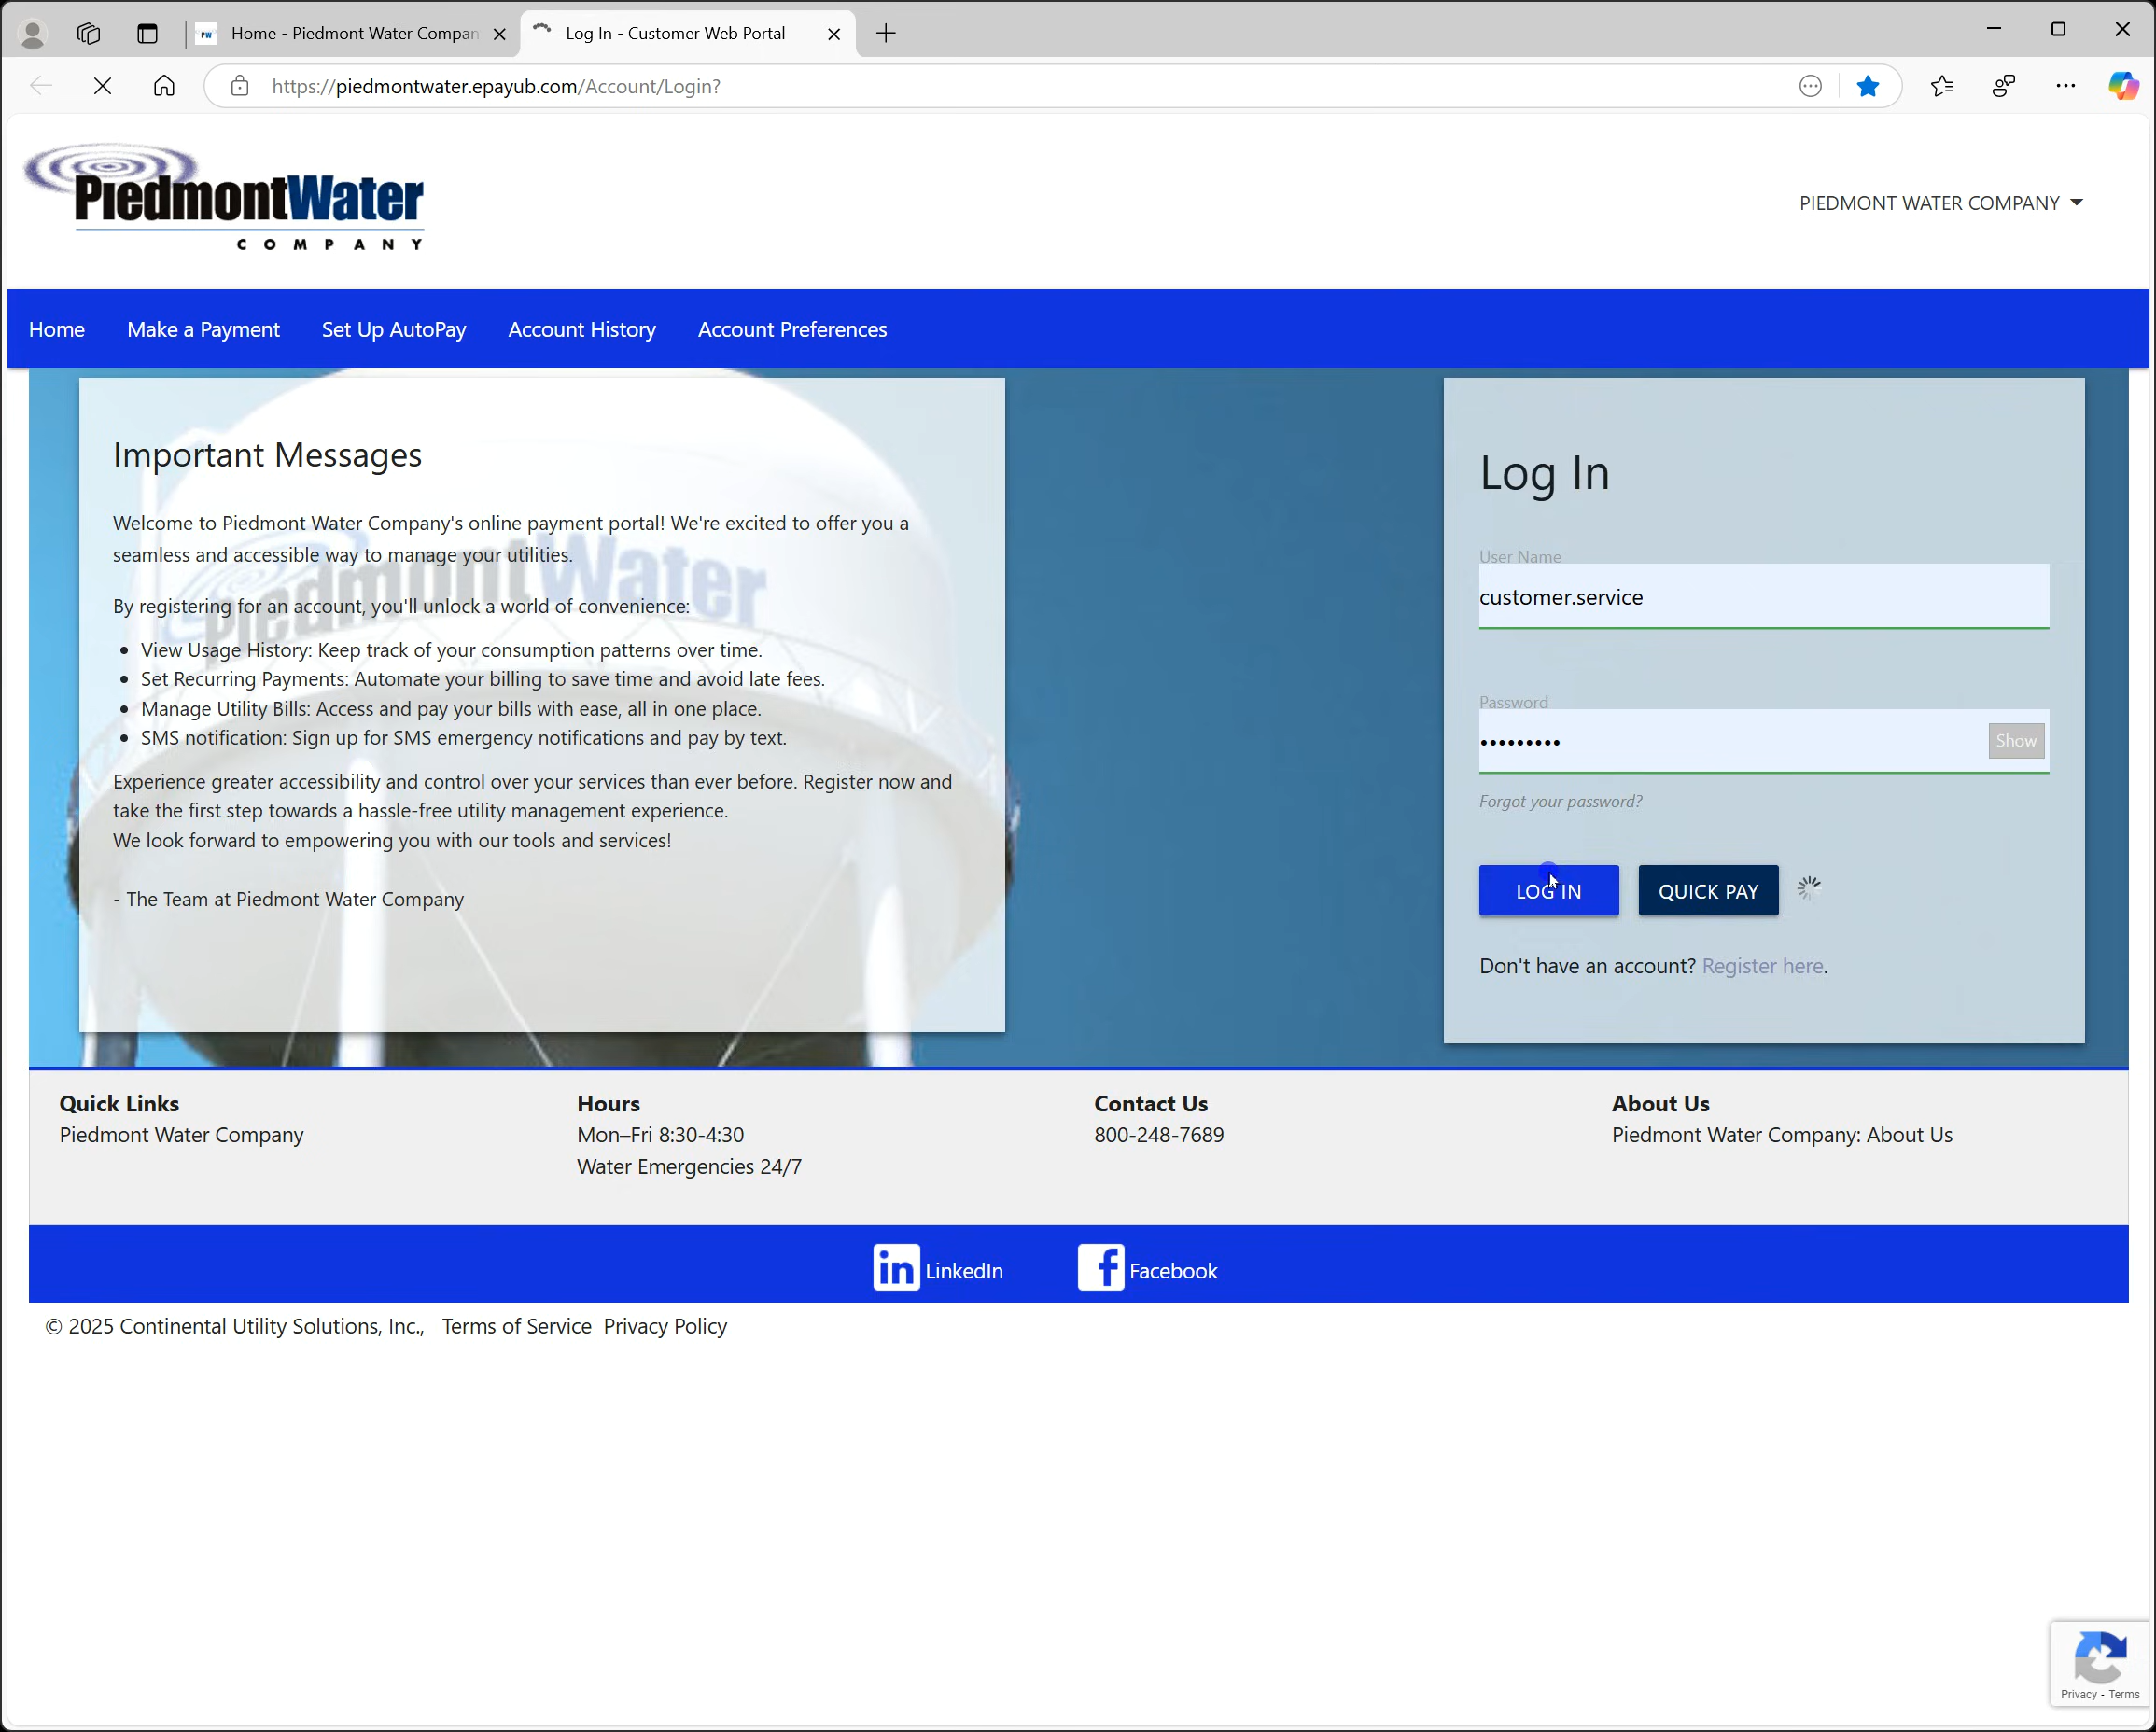 Home - Piedmont Water Compan
Log In - Customer Web Portal
https://piedmontwater.epayub.com/Account/Login?
PiedmontWater
COMPANY
PIEDMONT WATER COMPANY
Home Make a Payment Set Up AutoPay Account History Account Preferences
Important Messages
Welcome to Piedmont Water Company's online payment portal! We're excited to offer you a
seamless and accessible way to manage your utilities.
By registering for an account, you'll unlock a world of convenience:
• View Usage History: Keep track of your consumption patterns over time.
• Set Recurring Payments: Automate your billing to save time and avoid late fees.
• Manage Utility Bills: Access and pay your bills with ease, all in one place.
• SMS notification: Sign up for SMS emergency notifications and pay by text.
Experience greater accessibility and control over your services than ever before. Register now and
take the first step towards a hassle-free utility management experience.
We look forward to empowering you with our tools and services!
- The Team at Piedmont Water Company
PiedmontWater
Log In
User Name
customer.service
Password
•••••••••
Show
Forgot your password?
LOG IN
QUICK PAY
Don't have an account? Register here.
Quick Links
Piedmont Water Company
Hours
Mon–Fri 8:30-4:30
Water Emergencies 24/7
Contact Us
800-248-7689
About Us
Piedmont Water Company: About Us
in LinkedIn
f Facebook
© 2025 Continental Utility Solutions, Inc., Terms of Service Privacy Policy
Privacy - Terms